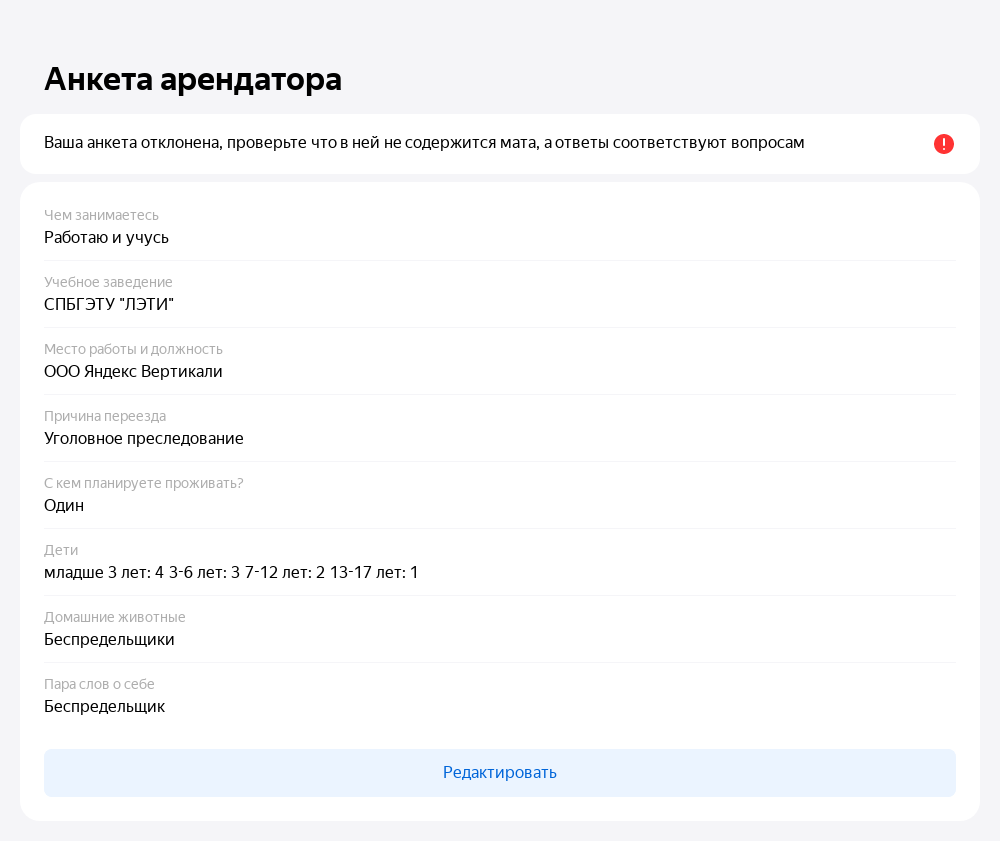 Анкета арендатора
Ваша анкета отклонена, проверьте что в ней не содержится мата, а ответы соответствуют вопросам
Чем занимаетесь
Работаю и учусь
Учебное заведение
СПБГЭТУ "ЛЭТИ"
Место работы и должность
ООО Яндекс Вертикали
Причина переезда
Уголовное преследование
С кем планируете проживать?
Один
Дети
младше 3 лет: 4 3-6 лет: 3 7-12 лет: 2 13-17 лет: 1
Домашние животные
Беспредельщики
Пара слов о себе
Беспредельщик
Редактировать